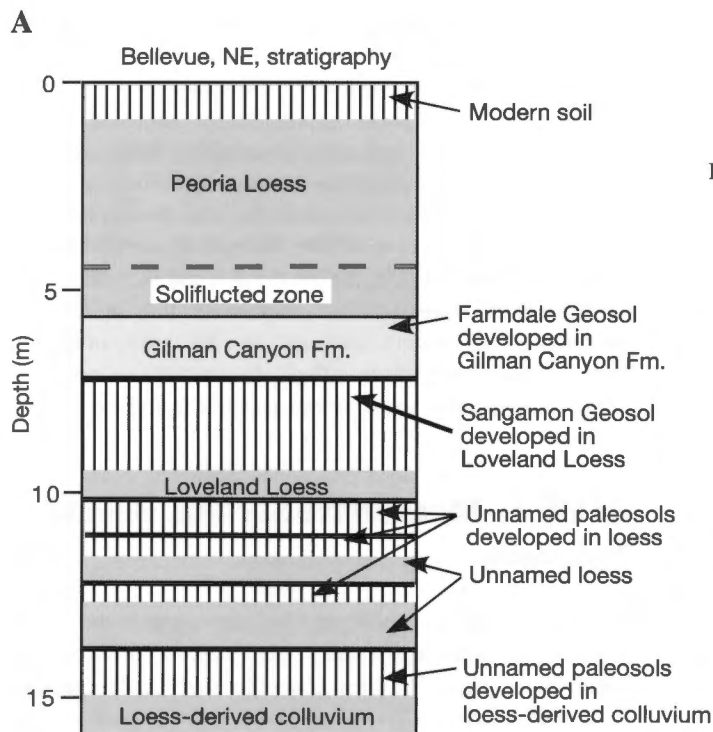 A
Bellevue, NE, stratigraphy
0
Modern soil
Peoria Loess
5
Soliflucted zone
Farmdale Geosol
developed in
Gilman Canyon Fm.
Gilman Canyon Fm.
Depth (m)
Sangamon Geosol
developed in
Loveland Loess
Loveland Loess
10
Unnamed paleosols
developed in loess
Unnamed loess
15
Unnamed paleosols
developed in
loess-derived colluvium
Loess-derived colluvium